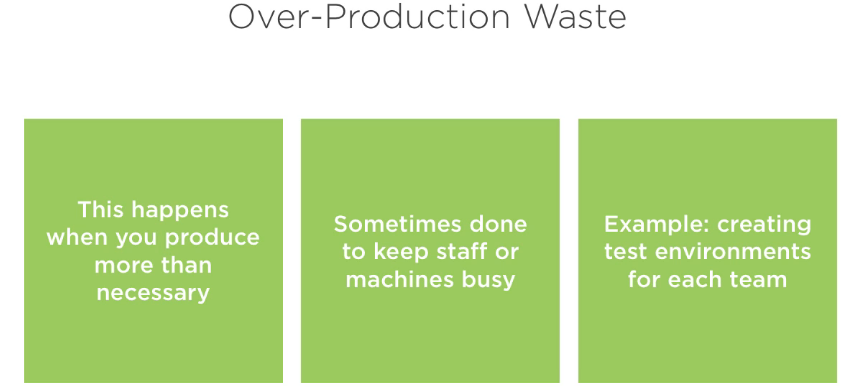 Over-Production Waste
This happens
when you produce
more than
necessary
Sometimes done
to keep staff or
machines busy
Example: creating
test environments
for each team